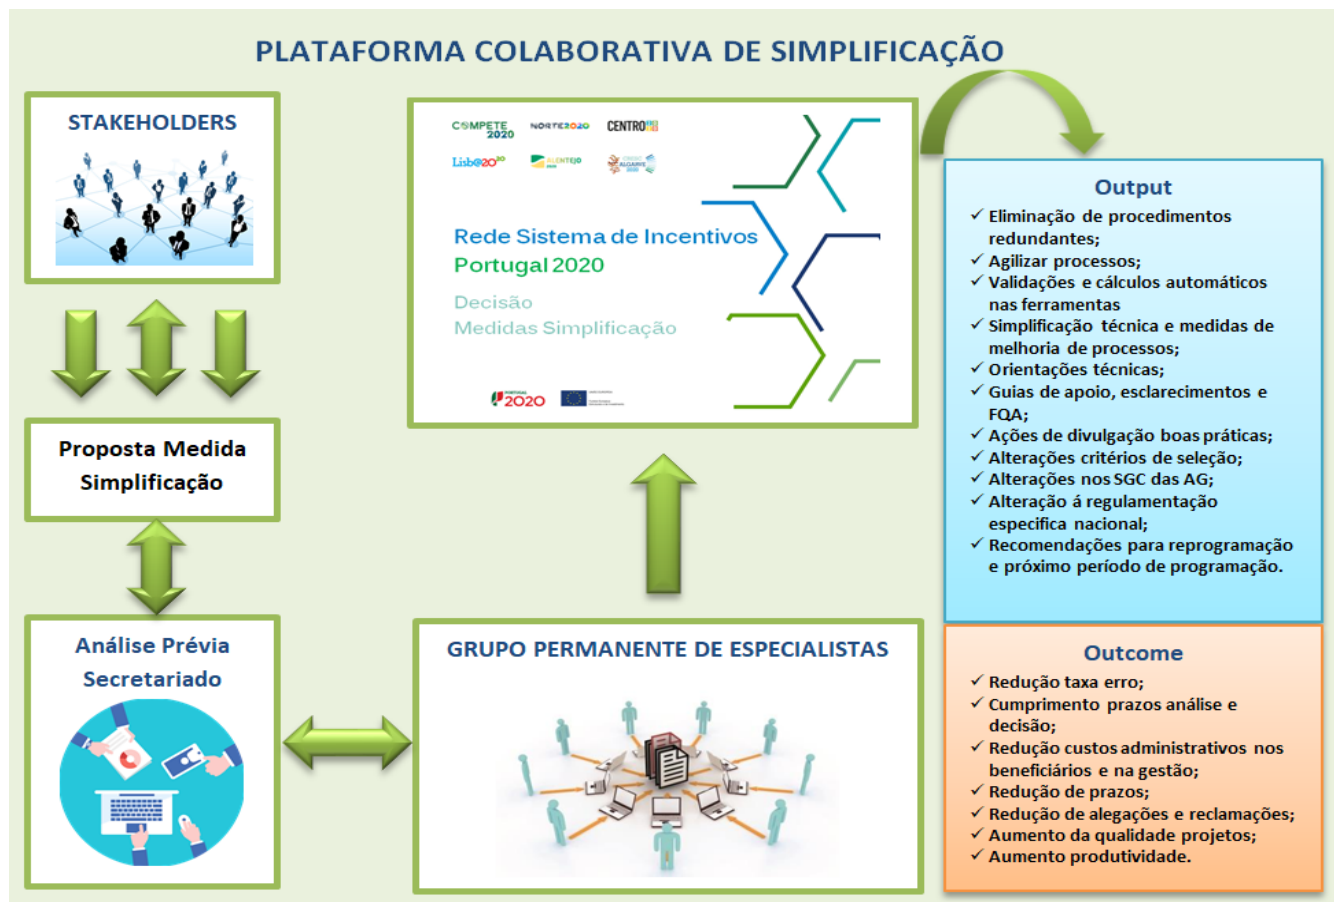 PLATAFORMA COLABORATIVA DE SIMPLIFICAÇÃO
STAKEHOLDERS
Proposta Medida
Simplificação
Análise Prévia
Secretariado
COMPETE
2020
NORTE2020
CENTRO
Lisb@20²⁰
ALENTEJO
2020
CRESC
ALGARVE
2020
Rede Sistema de Incentivos
Portugal 2020
Decisão
Medidas Simplificação
PORTUGAL
2020
GRUPO PERMANENTE DE ESPECIALISTAS
Output
✓ Eliminação de procedimentos
redundantes;
✓ Agilizar processos;
✓ Validações e cálculos automáticos
nas ferramentas
✓ Simplificação técnica e medidas de
melhoria de processos;
✓ Orientações técnicas;
✓ Guias de apoio, esclarecimentos e
FQA;
✓ Ações de divulgação boas práticas;
✓ Alterações critérios de seleção;
✓ Alterações nos SGC das AG;
✓ Alteração á regulamentação
especifica nacional;
✓ Recomendações para reprogramação
e próximo período de programação.
Outcome
✓ Redução taxa erro;
✓ Cumprimento prazos análise e
decisão;
✓ Redução custos administrativos nos
beneficiários e na gestão;
✓ Redução de prazos;
✓ Redução de alegações e reclamações;
✓ Aumento da qualidade projetos;
✓ Aumento produtividade.